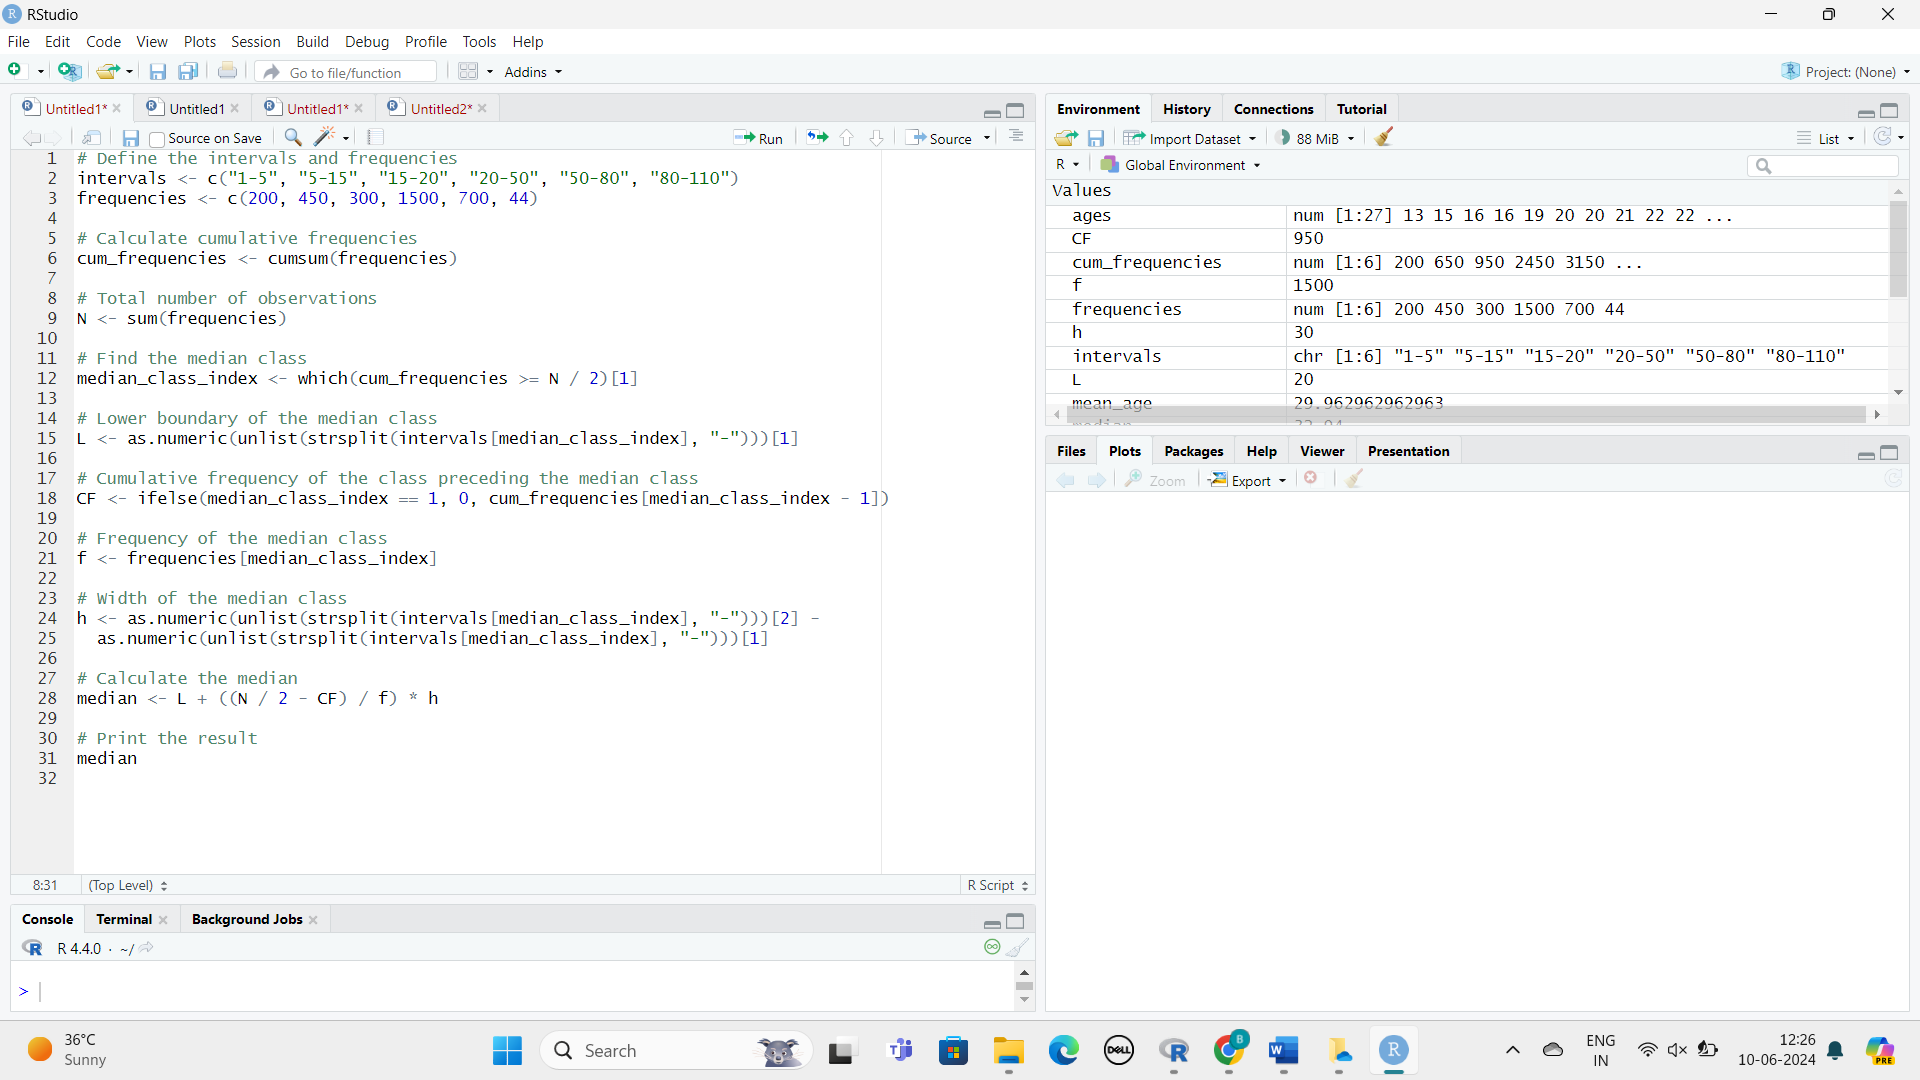 RStudio
File Edit Code View Plots Session Build Debug Profile Tools Help
Go to file/function Addins Project: (None)
Untitled1* Untitled1 Untitled1* Untitled2*
Source on Save Run Source
1 # Define the intervals and frequencies
2 intervals <- c("1-5", "5-15", "15-20", "20-50", "50-80", "80-110")
3 frequencies <- c(200, 450, 300, 1500, 700, 44)
4
5 # Calculate cumulative frequencies
6 cum_frequencies <- cumsum(frequencies)
7
8 # Total number of observations
9 N <- sum(frequencies)
10
11 # Find the median class
12 median_class_index <- which(cum_frequencies >= N / 2)[1]
13
14 # Lower boundary of the median class
15 L <- as.numeric(unlist(strsplit(intervals[median_class_index], "-")))[1]
16
17 # Cumulative frequency of the class preceding the median class
18 CF <- ifelse(median_class_index == 1, 0, cum_frequencies[median_class_index - 1])
19
20 # Frequency of the median class
21 f <- frequencies[median_class_index]
22
23 # Width of the median class
24 h <- as.numeric(unlist(strsplit(intervals[median_class_index], "-")))[2] -
25 as.numeric(unlist(strsplit(intervals[median_class_index], "-")))[1]
26
27 # Calculate the median
28 median <- L + ((N / 2 - CF) / f) * h
29
30 # Print the result
31 median
32
8:31 (Top Level) R Script
Console Terminal Background Jobs
R 4.4.0 · ~/
>
Environment History Connections Tutorial
Import Dataset 88 MiB List
R Global Environment
Values
ages num [1:27] 13 15 16 16 19 20 20 21 22 22 ...
CF 950
cum_frequencies num [1:6] 200 650 950 2450 3150 ...
f 1500
frequencies num [1:6] 200 450 300 1500 700 44
h 30
intervals chr [1:6] "1-5" "5-15" "15-20" "20-50" "50-80" "80-110"
L 20
mean_age 29.962962962963
median 32.94
Files Plots Packages Help Viewer Presentation
Zoom Export
36°C
Sunny
Search
DELL
B
PRE
ENG
IN
12:26
10-06-2024